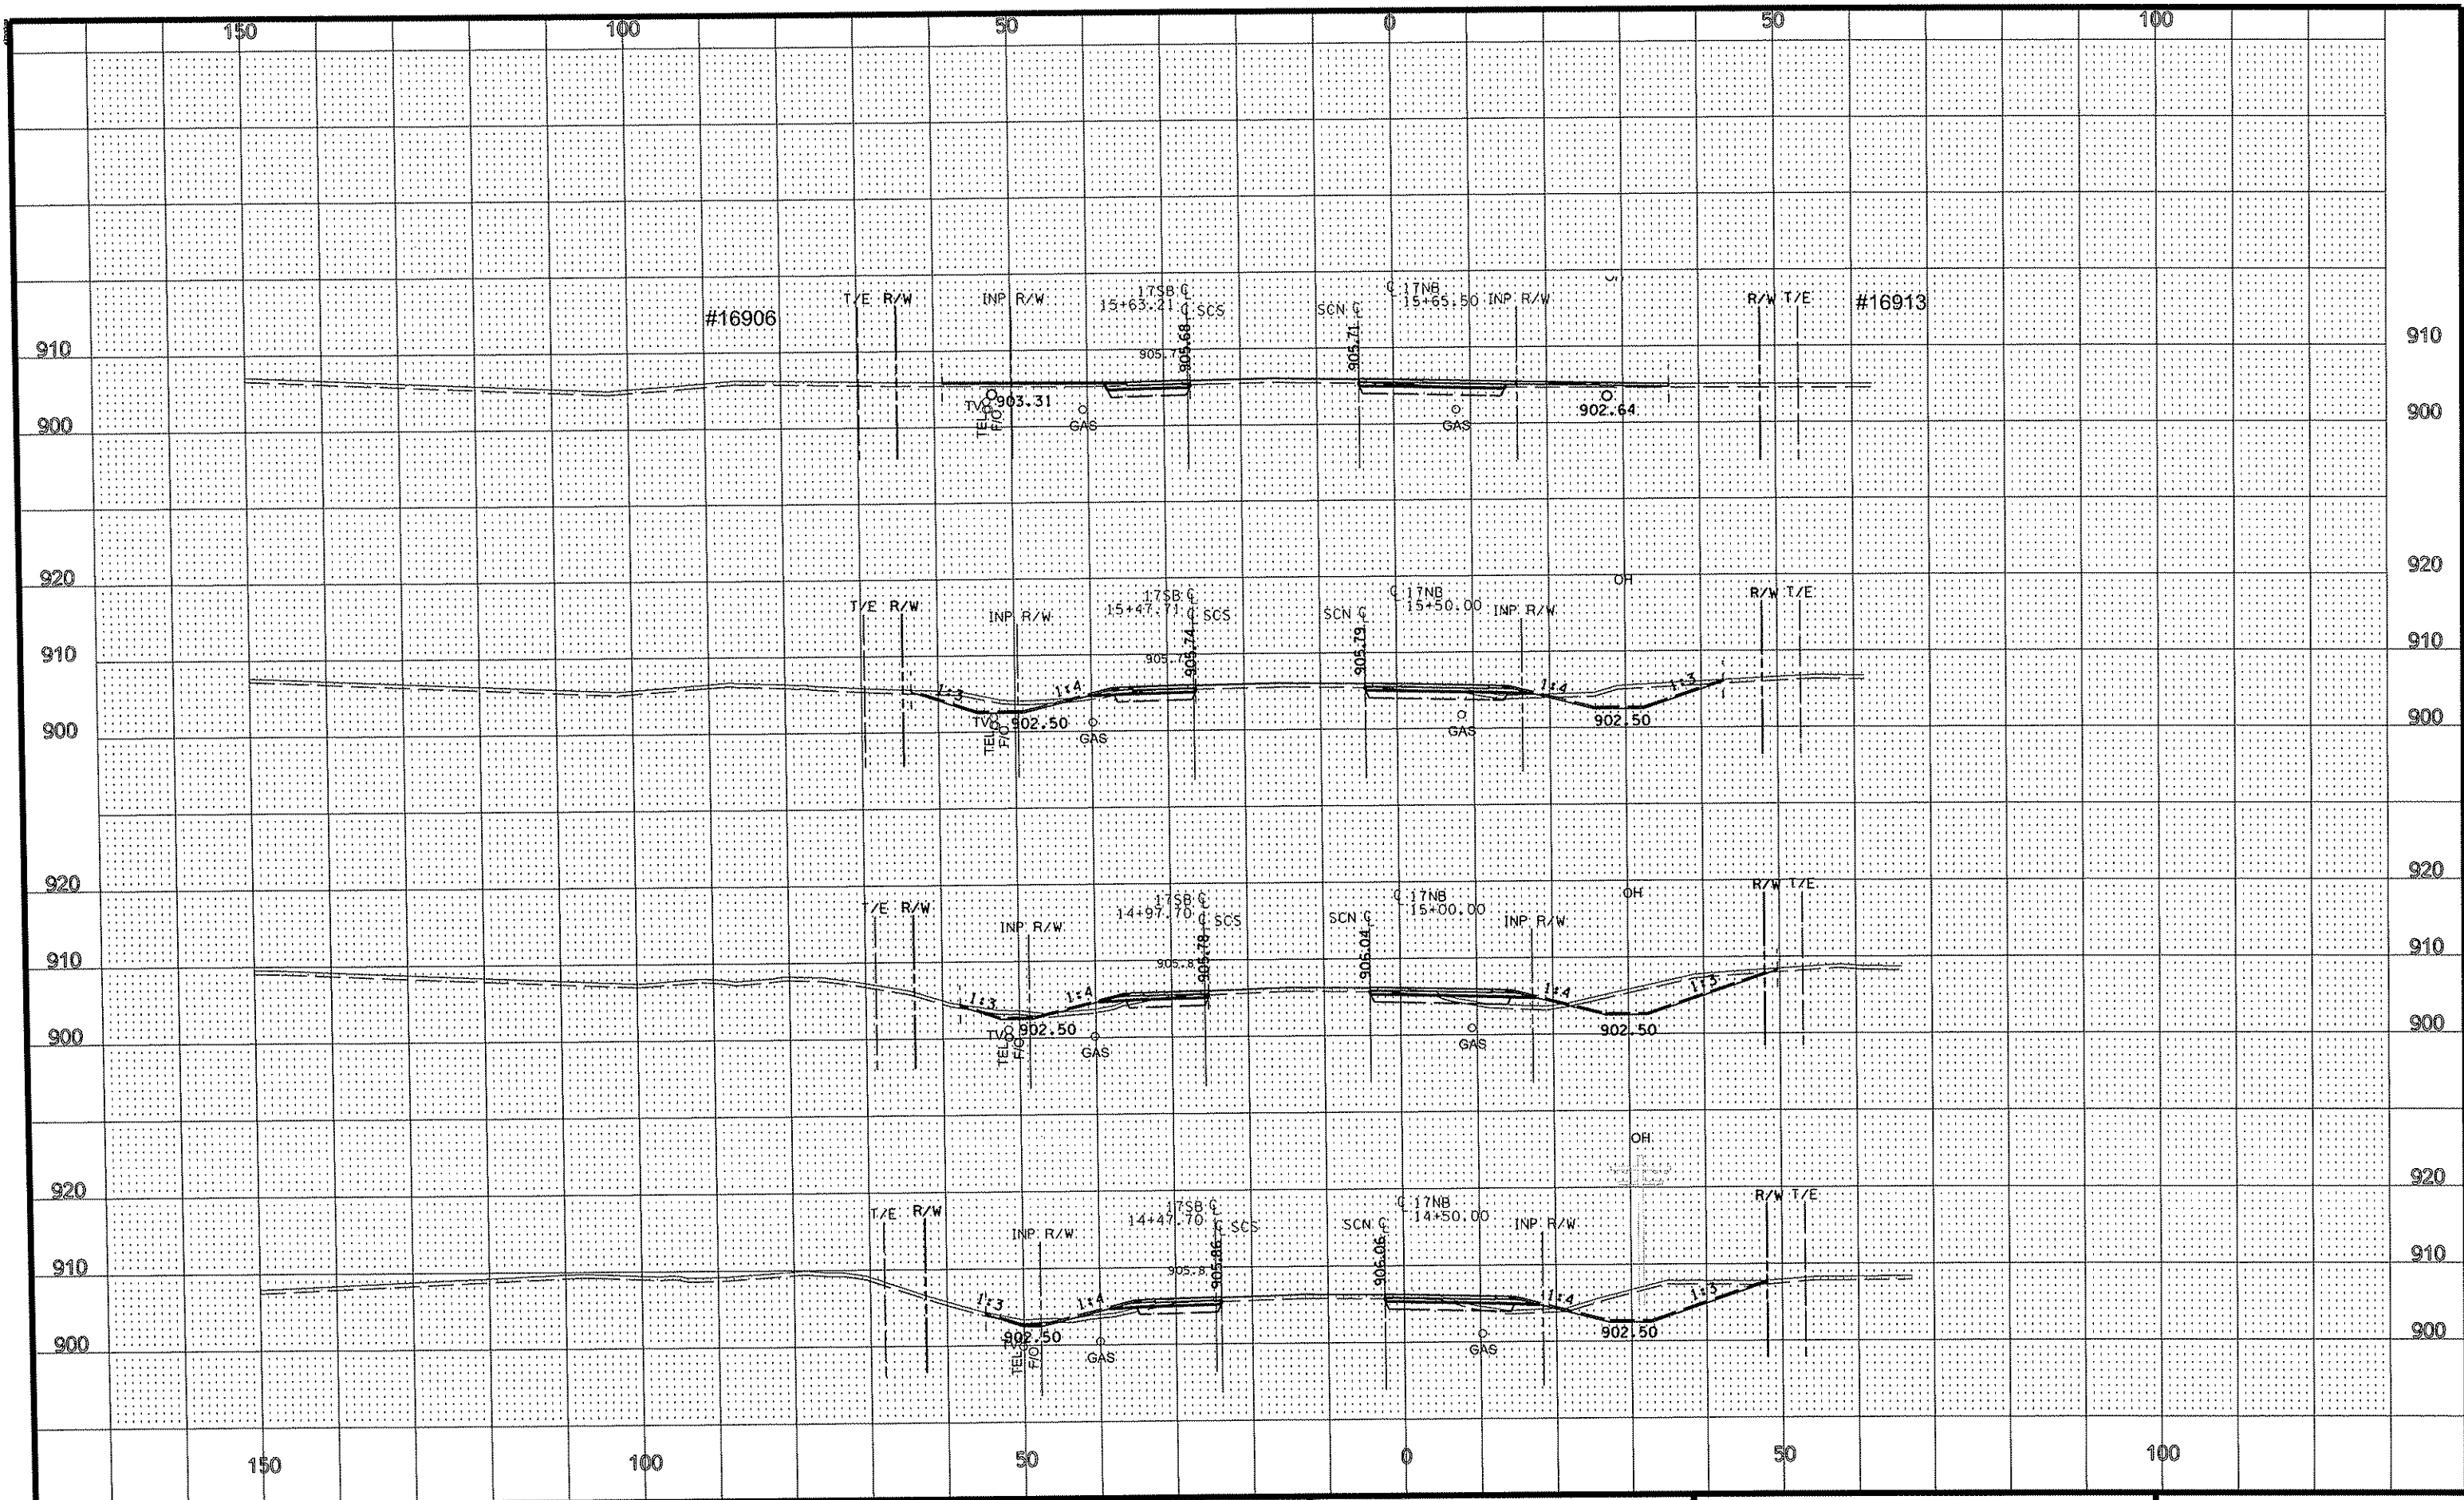 150 100 50 0 50 100
T/E R/W INP R/W 17SB ℄ ℄ 17NB
15+63.21 ℄ SCS SCN ℄ 15+65.50 INP R/W R/W T/E
#16906 #16913
905.68 905.71
910 910
903.31 902.64
TV TEL F/O GAS GAS
900 900
920 920
OH
T/E R/W INP R/W 17SB ℄ ℄ 17NB R/W T/E
15+47.71 ℄ SCS SCN ℄ 15+50.00 INP R/W
905.74 905.79
910 910
1:3 1:4 1:4 1:3
902.50 902.50
TV TEL F/O GAS GAS
900 900
920 920
OH
T/E R/W INP R/W 17SB ℄ ℄ 17NB R/W T/E
14+97.70 ℄ SCS SCN ℄ 15+00.00 INP R/W
905.78 906.04
910 910
1:3 1:4 1:4 1:3
902.50 902.50
TV TEL F/O GAS GAS
900 900
OH
920 920
T/E R/W INP R/W 17SB ℄ ℄ 17NB R/W T/E
14+47.70 ℄ SCS SCN ℄ 14+50.00 INP R/W
905.86 906.06
910 910
1:3 1:4 1:4 1:3
902.50 902.50
TV TEL F/O GAS GAS
900 900
150 100 50 0 50 100